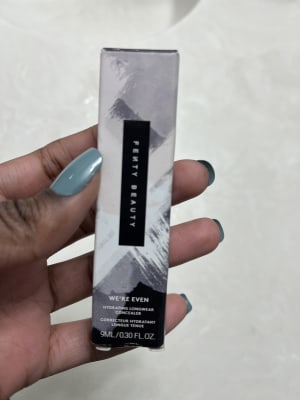 FENTY BEAUTY
WE'RE EVEN
HYDRATING LONGWEAR
CONCEALER
CORRECTEUR HYDRATANT
LONGUE TENUE
9ML/0.30 FL.OZ.